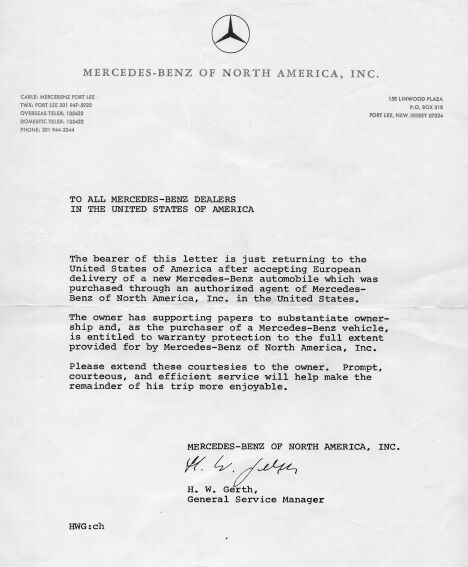 MERCEDES-BENZ OF NORTH AMERICA, INC.
CABLE: MERCEBENZ FORT LEE
TWX: FORT LEE 201 947-5922
OVERSEAS TELEX: 135422
DOMESTIC TELEX: 135422
PHONE: 201 944-3344
158 LINWOOD PLAZA
P.O. BOX 318
FORT LEE, NEW JERSEY 07024
TO ALL MERCEDES-BENZ DEALERS
IN THE UNITED STATES OF AMERICA
The bearer of this letter is just returning to the
United States of America after accepting European
delivery of a new Mercedes-Benz automobile which was
purchased through an authorized agent of Mercedes-
Benz of North America, Inc. in the United States.
The owner has supporting papers to substantiate owner-
ship and, as the purchaser of a Mercedes-Benz vehicle,
is entitled to warranty protection to the full extent
provided for by Mercedes-Benz of North America, Inc.
Please extend these courtesies to the owner. Prompt,
courteous, and efficient service will help make the
remainder of his trip more enjoyable.
MERCEDES-BENZ OF NORTH AMERICA, INC.
H. W. Gerth
H. W. Gerth,
General Service Manager
HWG:ch